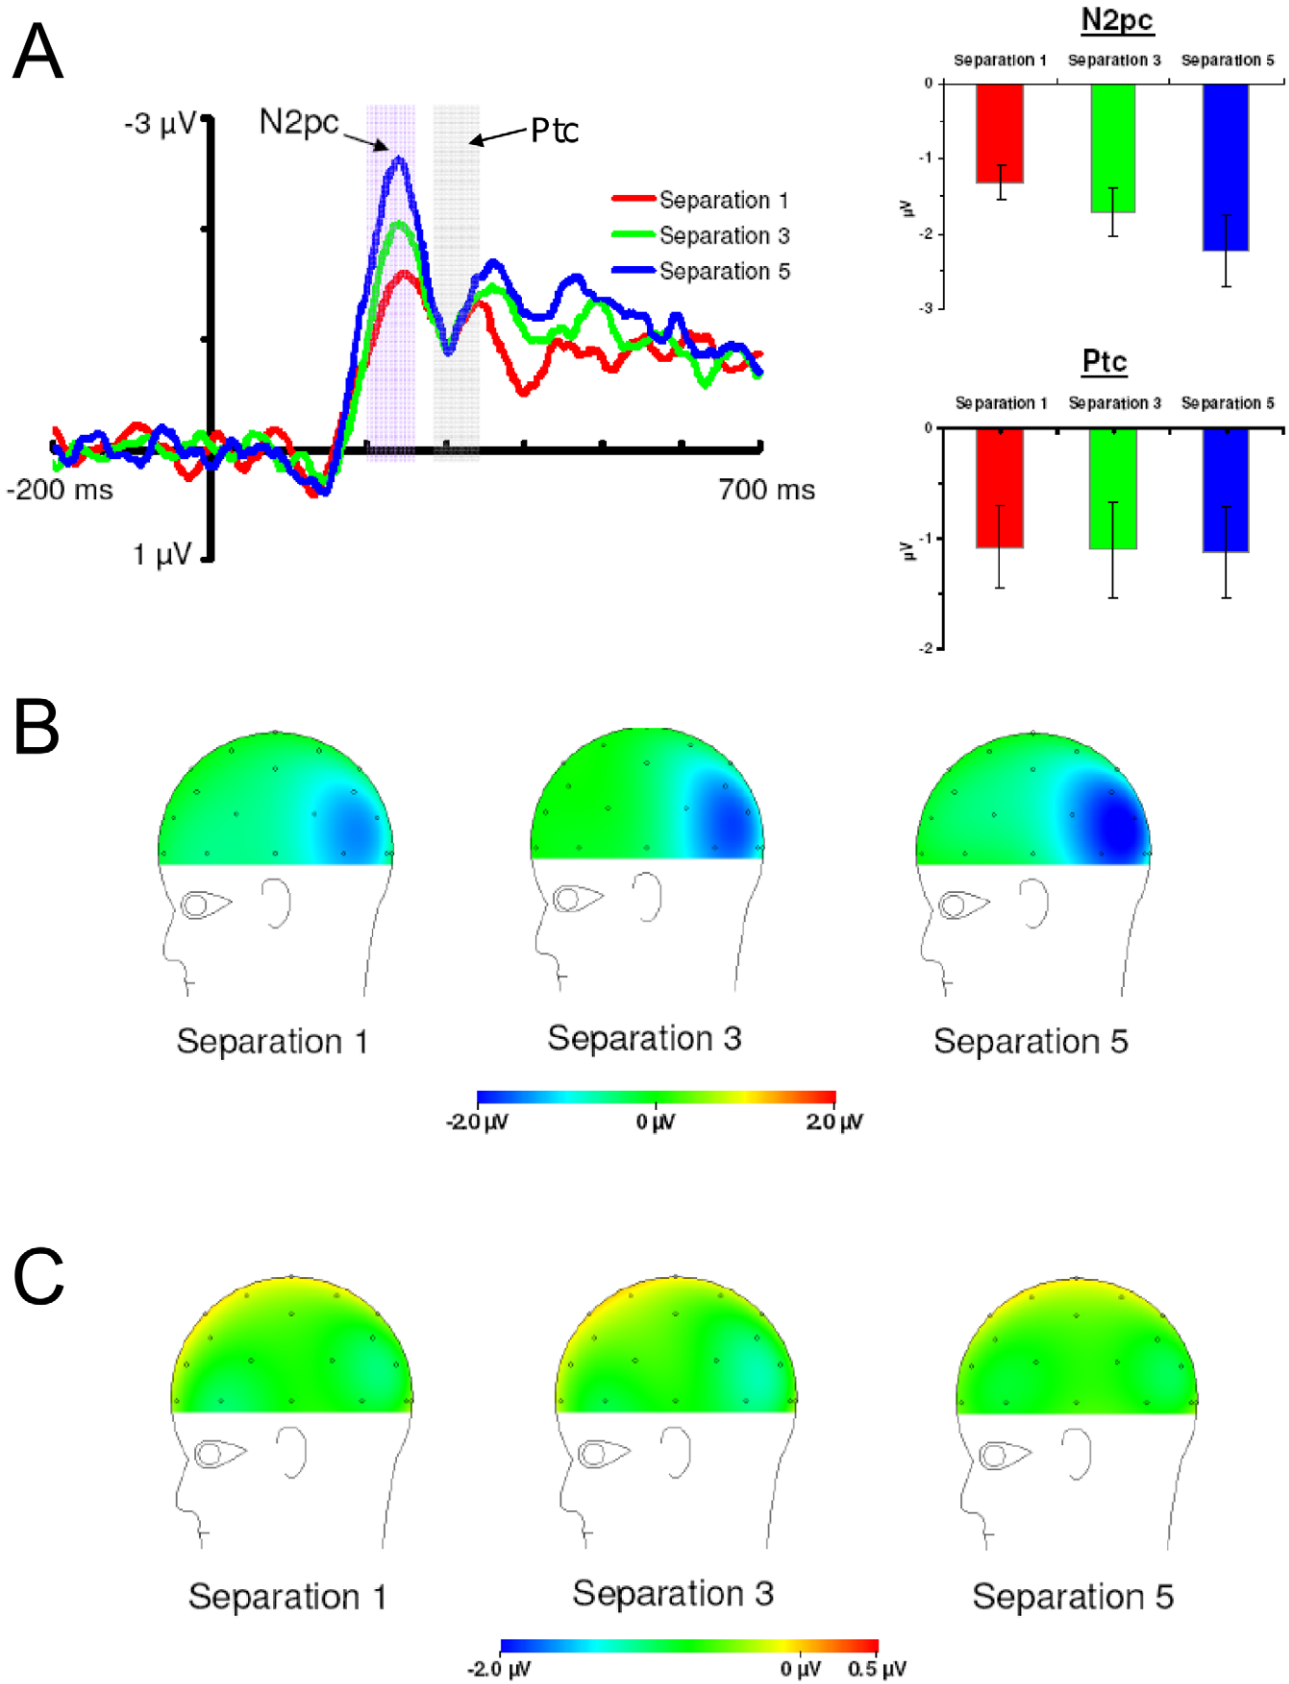 A
-3 µV
N2pc
Ptc
Separation 1
Separation 3
Separation 5
-200 ms
700 ms
1 µV
N2pc
Separation 1 Separation 3 Separation 5
0
-1
-2
-3
µV
Ptc
Separation 1 Separation 3 Separation 5
0
-1
-2
µV
B
Separation 1 Separation 3 Separation 5
-2.0 µV 0 µV 2.0 µV
C
Separation 1 Separation 3 Separation 5
-2.0 µV 0 µV 0.5 µV